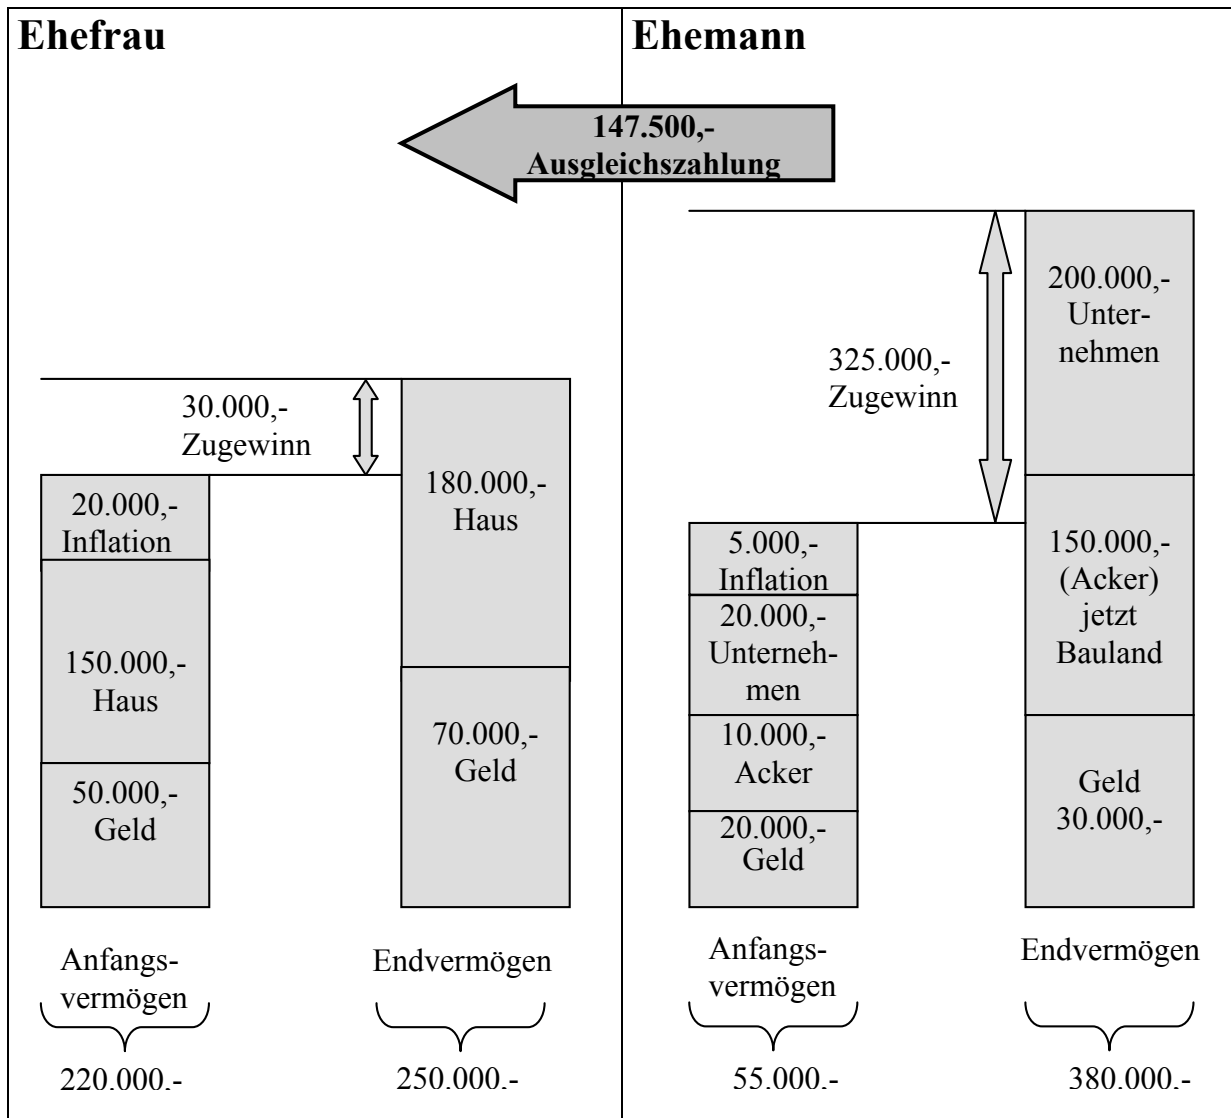 Ehefrau
Ehemann
147.500,-
Ausgleichszahlung
30.000,-
Zugewinn
20.000,-
Inflation
150.000,-
Haus
50.000,-
Geld
180.000,-
Haus
70.000,-
Geld
Anfangs-
vermögen
220.000,-
Endvermögen
250.000,-
325.000,-
Zugewinn
5.000,-
Inflation
20.000,-
Unterneh-
men
10.000,-
Acker
20.000,-
Geld
200.000,-
Unter-
nehmen
150.000,-
(Acker)
jetzt
Bauland
Geld
30.000,-
Anfangs-
vermögen
55.000,-
Endvermögen
380.000,-